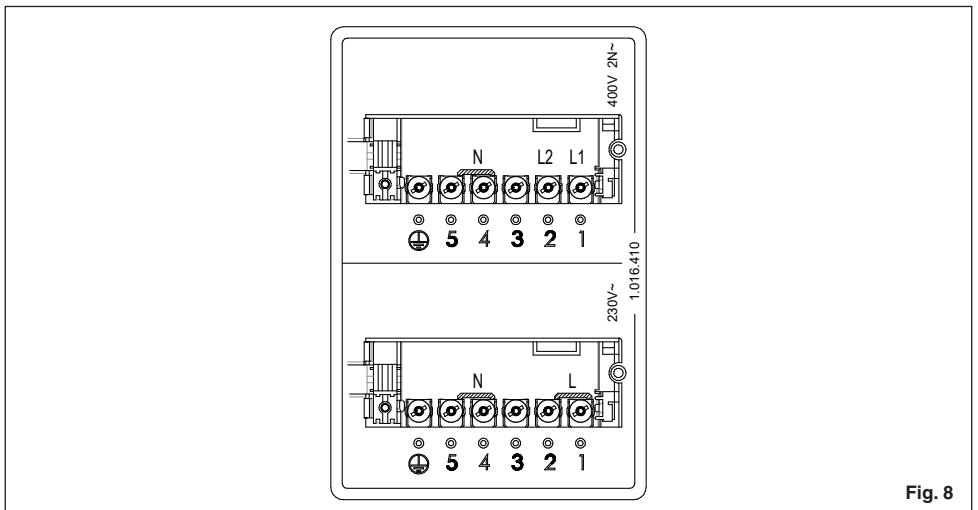 400V 2N~
N L2 L1
⏚ 5 4 3 2 1
1.016.410
230V~
N L
⏚ 5 4 3 2 1
Fig. 8